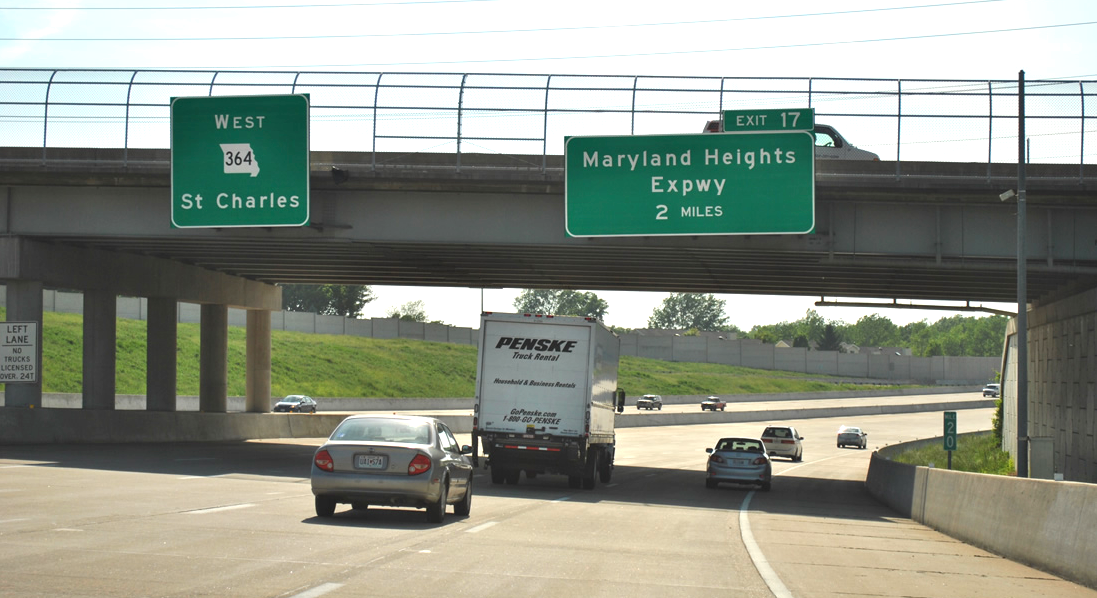 WEST
364
St Charles
EXIT 17
Maryland Heights
Expwy
2 MILES
LEFT
LANE
NO
TRUCKS
LICENSED
OVER 24T
PENSKE
Truck Rental
Household & Business Rentals
GoPenske.com
1-800-GO-PENSKE
20